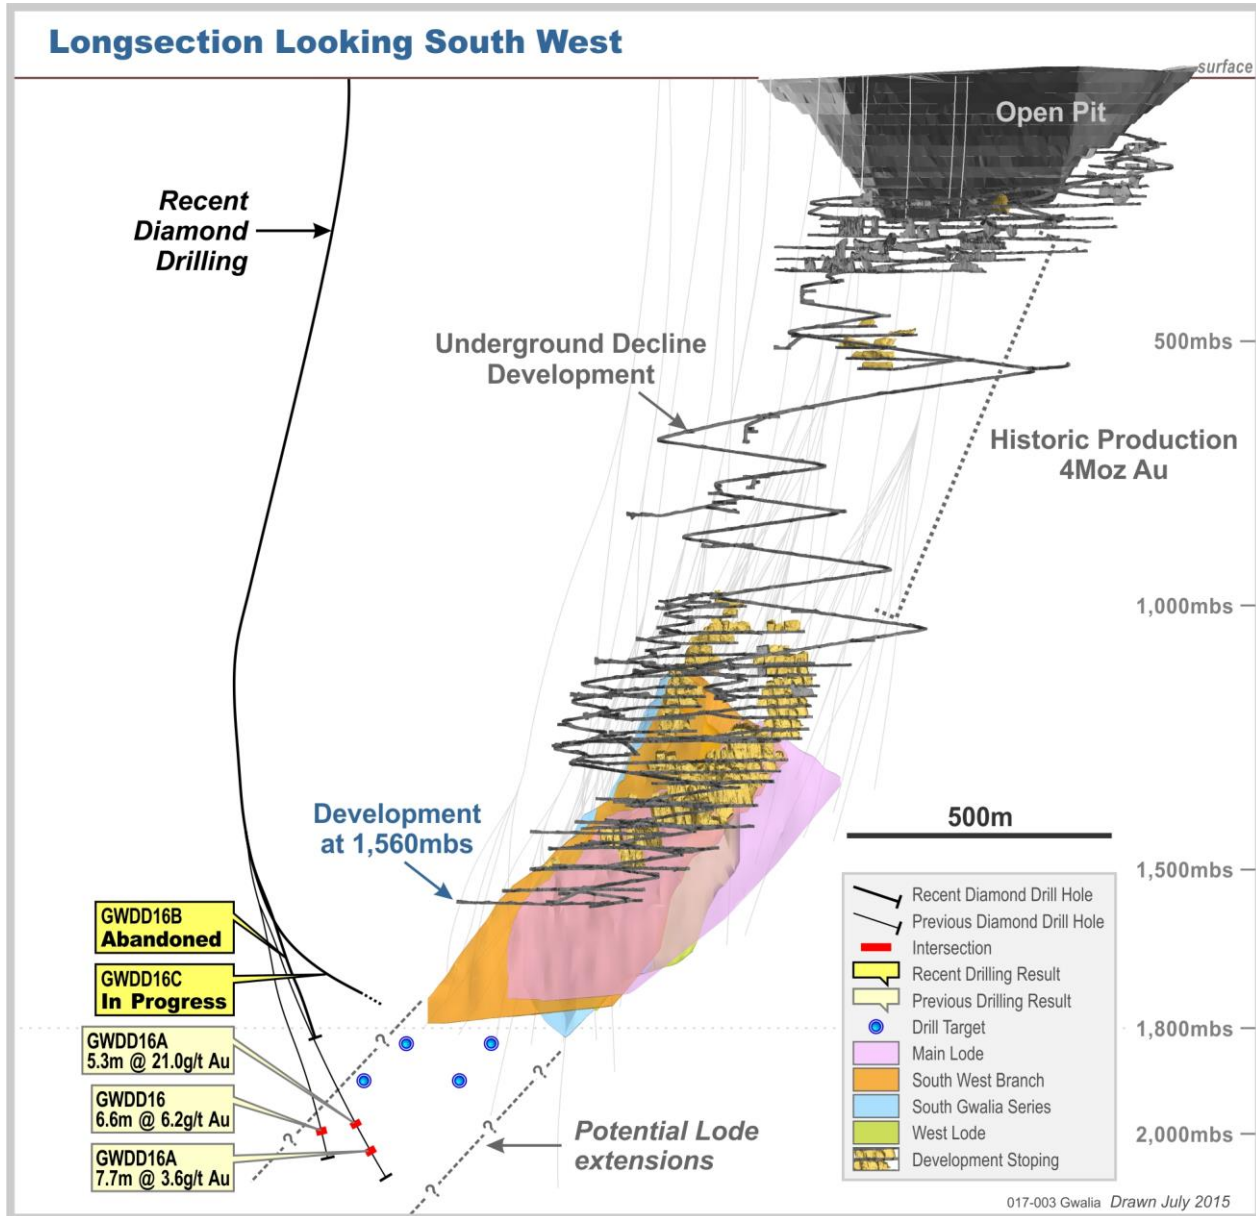 Longsection Looking South West
surface
Open Pit
Recent
Diamond
Drilling
500mbs
Underground Decline
Development
Historic Production
4Moz Au
1,000mbs
500m
Development
at 1,560mbs
1,500mbs
GWDD16B
Abandoned
GWDD16C
In Progress
GWDD16A
5.3m @ 21.0g/t Au
GWDD16
6.6m @ 6.2g/t Au
GWDD16A
7.7m @ 3.6g/t Au
?
?
?
?
?
Potential Lode
extensions
Recent Diamond Drill Hole
Previous Diamond Drill Hole
Intersection
Recent Drilling Result
Previous Drilling Result
Drill Target
Main Lode
South West Branch
South Gwalia Series
West Lode
Development Stoping
1,800mbs
2,000mbs
017-003 Gwalia Drawn July 2015